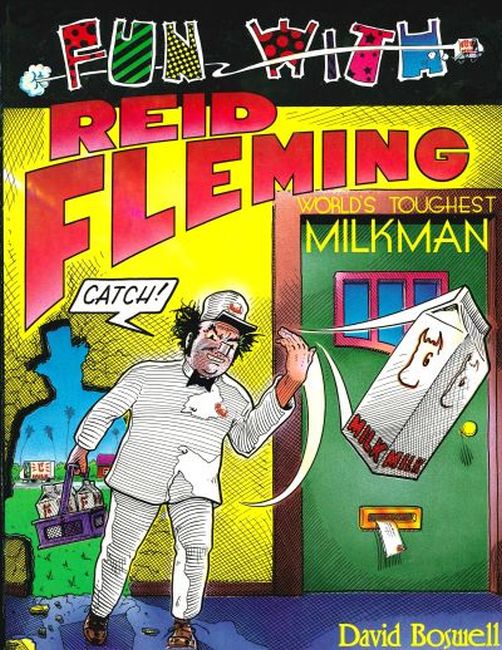 FUN WITH
REID
FLEMING
WORLD'S TOUGHEST
MILKMAN
CATCH!
MILK MILK
David Boswell